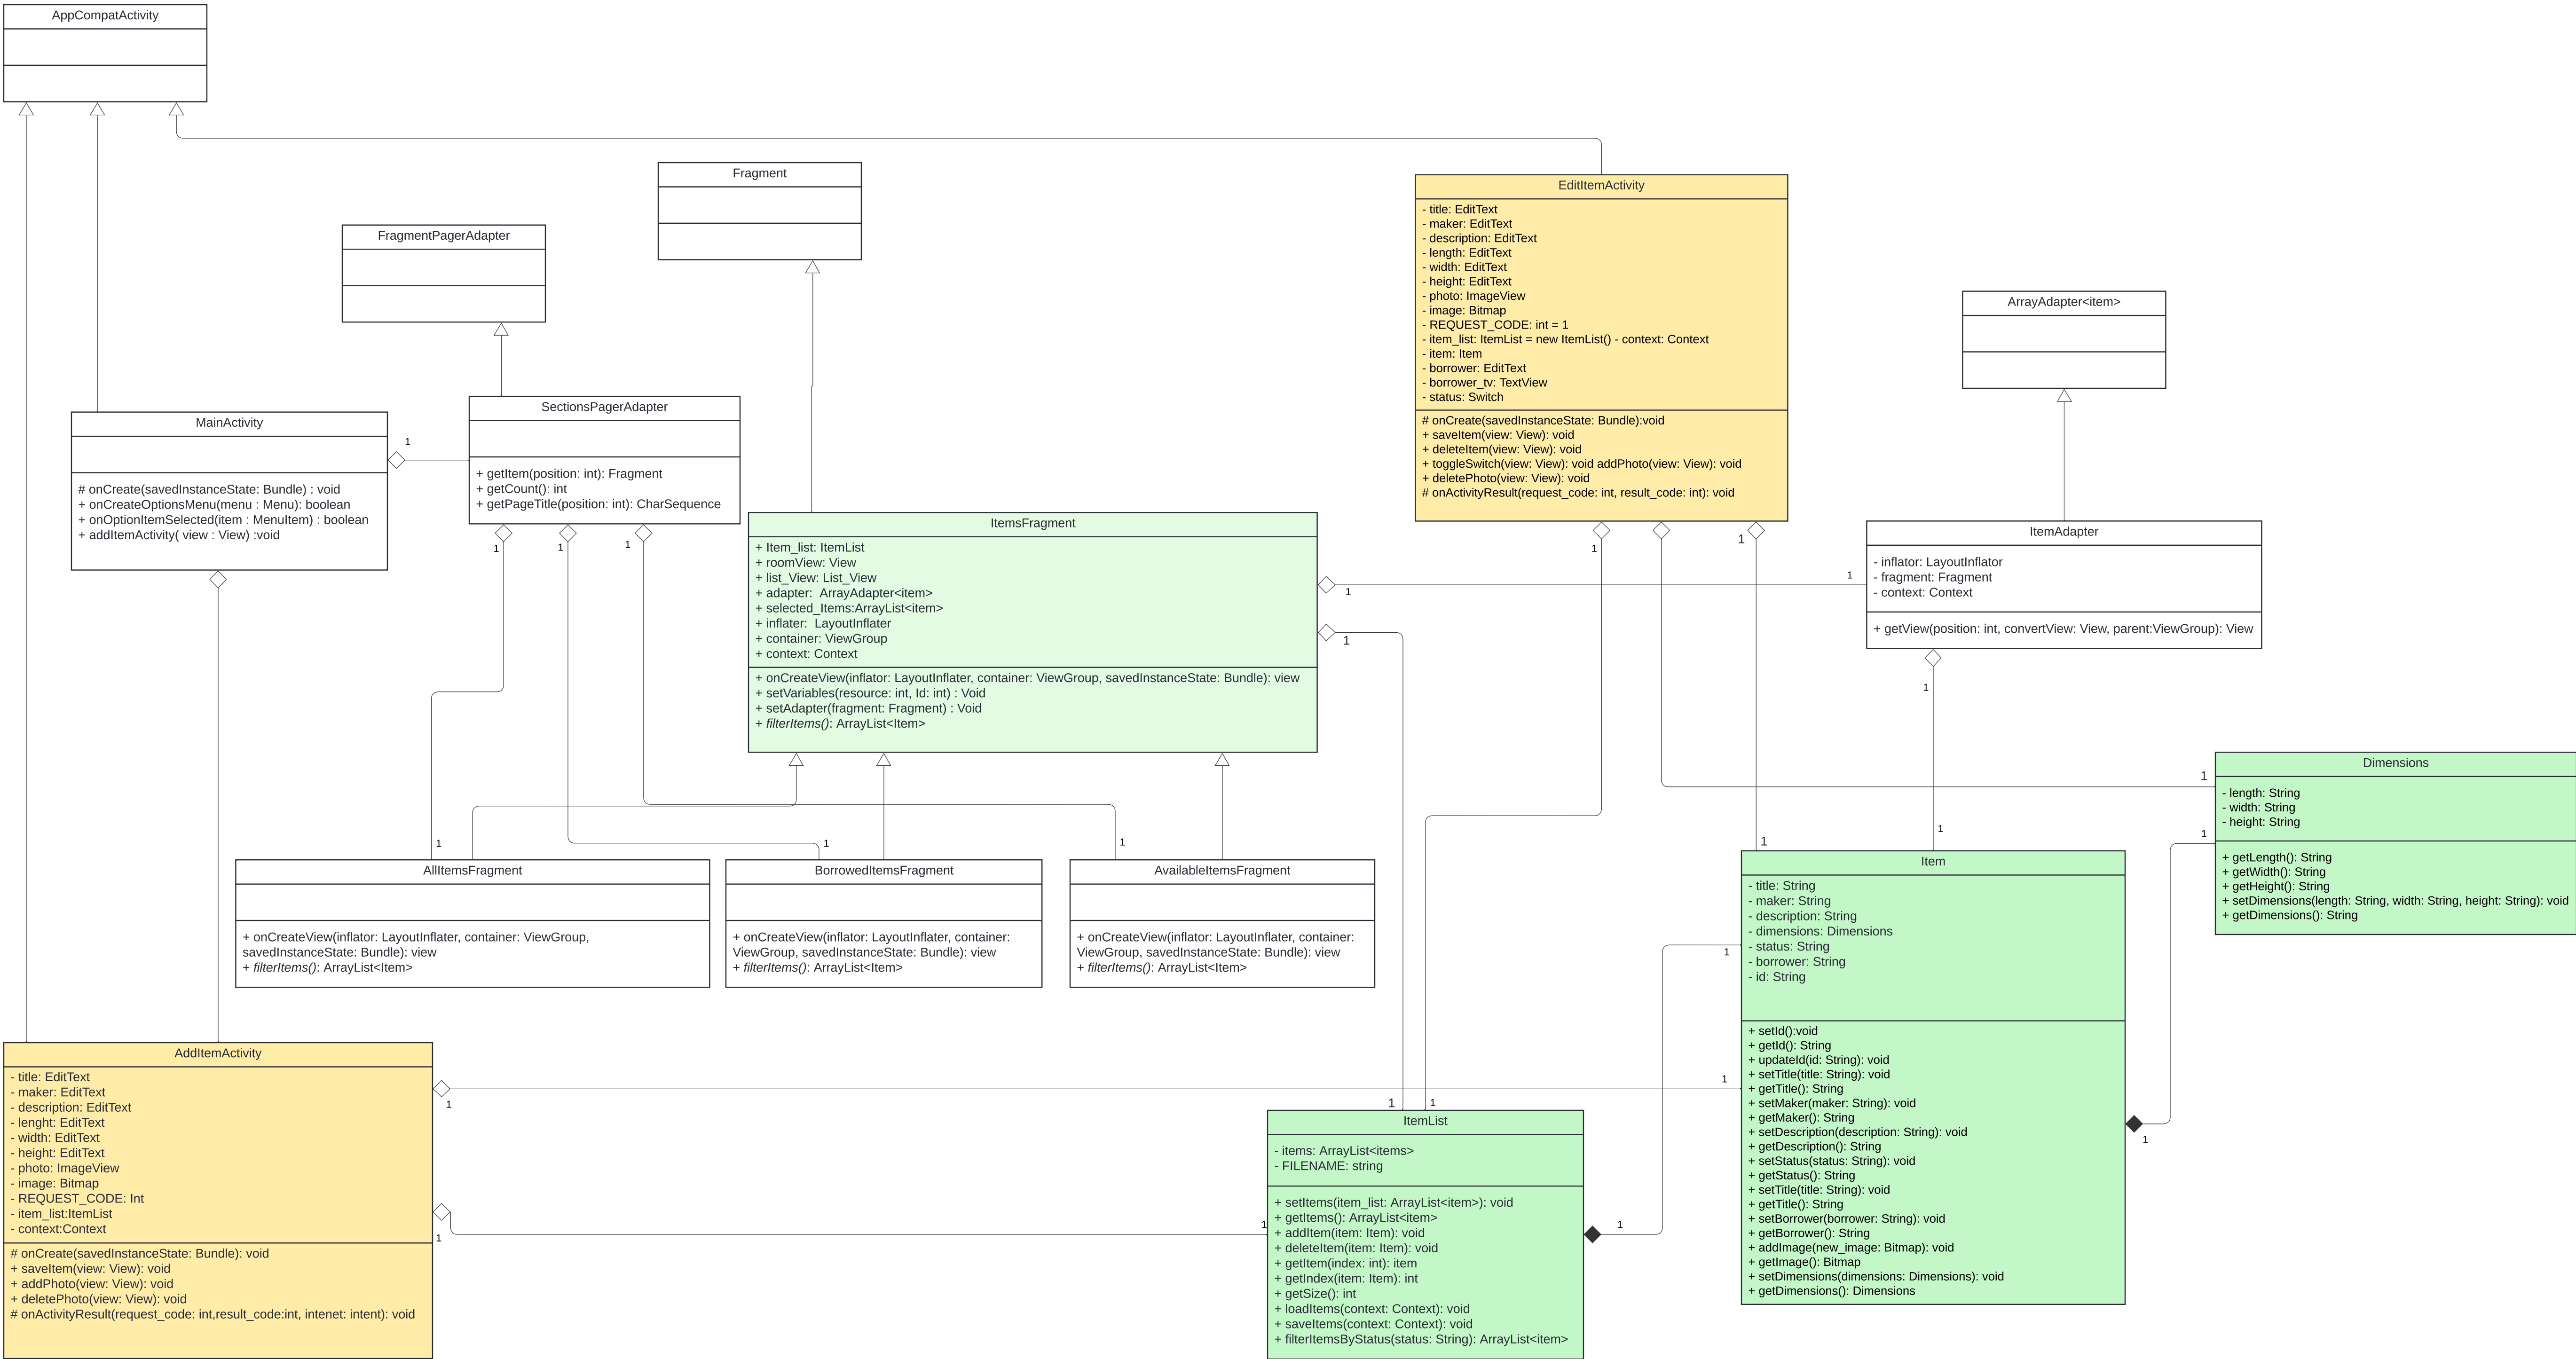 AppCompatActivity
Fragment
FragmentPagerAdapter
EditItemActivity
- title: EditText
- maker: EditText
- description: EditText
- length: EditText
- width: EditText
- height: EditText
- photo: ImageView
- image: Bitmap
- REQUEST_CODE: int = 1
- item_list: ItemList = new ItemList() - context: Context
- item: Item
- borrower: EditText
- borrower_tv: TextView
- status: Switch
# onCreate(savedInstanceState: Bundle):void
+ saveItem(view: View): void
+ deleteItem(view: View): void
+ toggleSwitch(view: View): void addPhoto(view: View): void
+ deletePhoto(view: View): void
# onActivityResult(request_code: int, result_code: int): void
1
1
ArrayAdapter<item>
MainActivity
# onCreate(savedInstanceState: Bundle) : void
+ onCreateOptionsMenu(menu : Menu): boolean
+ onOptionItemSelected(item : MenuItem) : boolean
+ addItemActivity( view : View) :void
1
SectionsPagerAdapter
+ getItem(position: int): Fragment
+ getCount(): int
+ getPageTitle(position: int): CharSequence
1
1
1
ItemsFragment
+ Item_list: ItemList
+ roomView: View
+ list_View: List_View
+ adapter:  ArrayAdapter<item>
+ selected_Items:ArrayList<item>
+ inflater:  LayoutInflater
+ container: ViewGroup
+ context: Context
+ onCreateView(inflator: LayoutInflater, container: ViewGroup, savedInstanceState: Bundle): view
+ setVariables(resource: int, Id: int) : Void
+ setAdapter(fragment: Fragment) : Void
+ filterItems(): ArrayList<Item>
1
1
1
ItemAdapter
- inflator: LayoutInflator
- fragment: Fragment
- context: Context
+ getView(position: int, convertView: View, parent:ViewGroup): View
1
1
Dimensions
- length: String
- width: String
- height: String
+ getLength(): String
+ getWidth(): String
+ getHeight(): String
+ setDimensions(length: String, width: String, height: String): void
+ getDimensions(): String
1
1
1
AllItemsFragment
+ onCreateView(inflator: LayoutInflater, container: ViewGroup,
savedInstanceState: Bundle): view
+ filterItems(): ArrayList<Item>
1
BorrowedItemsFragment
+ onCreateView(inflator: LayoutInflater, container:
ViewGroup, savedInstanceState: Bundle): view
+ filterItems(): ArrayList<Item>
1
AvailableItemsFragment
+ onCreateView(inflator: LayoutInflater, container:
ViewGroup, savedInstanceState: Bundle): view
+ filterItems(): ArrayList<Item>
1
Item
- title: String
- maker: String
- description: String
- dimensions: Dimensions
- status: String
- borrower: String
- id: String
+ setId():void
+ getId(): String
+ updateId(id: String): void
+ setTitle(title: String): void
+ getTitle(): String
+ setMaker(maker: String): void
+ getMaker(): String
+ setDescription(description: String): void
+ getDescription(): String
+ setStatus(status: String): void
+ getStatus(): String
+ setTitle(title: String): void
+ getTitle(): String
+ setBorrower(borrower: String): void
+ getBorrower(): String
+ addImage(new_image: Bitmap): void
+ getImage(): Bitmap
+ setDimensions(dimensions: Dimensions): void
+ getDimensions(): Dimensions
1
1
1
AddItemActivity
- title: EditText
- maker: EditText
- description: EditText
- lenght: EditText
- width: EditText
- height: EditText
- photo: ImageView
- image: Bitmap
- REQUEST_CODE: Int
- item_list:ItemList
- context:Context
# onCreate(savedInstanceState: Bundle): void
+ saveItem(view: View): void
+ addPhoto(view: View): void
+ deletePhoto(view: View): void
# onActivityResult(request_code: int,result_code:int, intenet: intent): void
1
1
1
1
ItemList
- items: ArrayList<items>
- FILENAME: string
+ setItems(item_list: ArrayList<item>): void
+ getItems(): ArrayList<item>
+ addItem(item: Item): void
+ deleteItem(item: Item): void
+ getItem(index: int): item
+ getIndex(item: Item): int
+ getSize(): int
+ loadItems(context: Context): void
+ saveItems(context: Context): void
+ filterItemsByStatus(status: String): ArrayList<item>
1
1